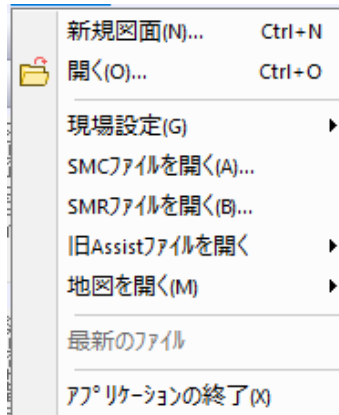 新規図面(N)... Ctrl+N
開く(O)... Ctrl+O
現場設定(G)
SMCﾌｧｲﾙを開く(A)...
SMRﾌｧｲﾙを開く(B)...
旧Assistﾌｧｲﾙを開く
地図を開く(M)
最新のﾌｧｲﾙ
ｱﾌﾟﾘｹｰｼｮﾝの終了(X)